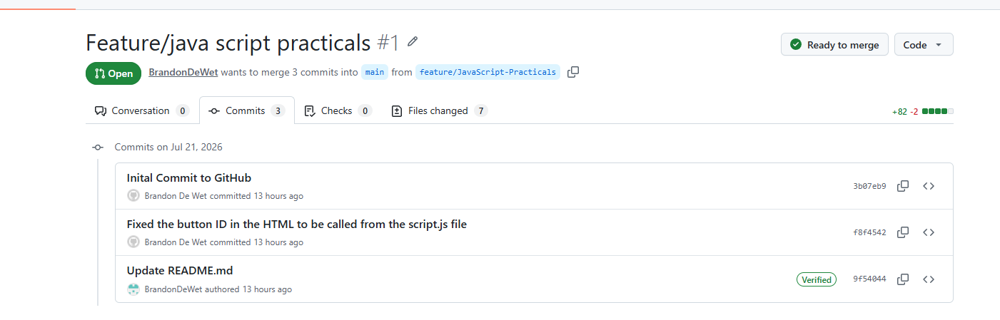 Feature/java script practicals #1
Ready to merge
Code
Open
BrandonDeWet wants to merge 3 commits into main from feature/JavaScript-Practicals
Conversation 0
Commits 3
Checks 0
Files changed 7
+82 -2
Commits on Jul 21, 2026
Inital Commit to GitHub
Brandon De Wet committed 13 hours ago
3b07eb9
Fixed the button ID in the HTML to be called from the script.js file
Brandon De Wet committed 13 hours ago
f8f4542
Update README.md
BrandonDeWet authored 13 hours ago
Verified
9f54044